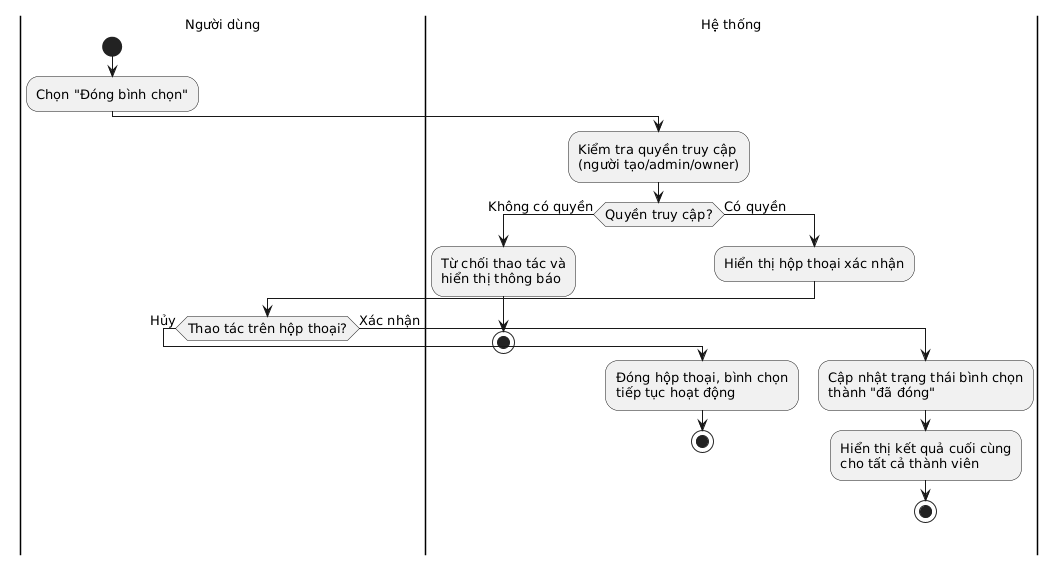 Người dùng
Hệ thống
Chọn "Đóng bình chọn"
Kiểm tra quyền truy cập
(người tạo/admin/owner)
Không có quyền
Quyền truy cập?
Có quyền
Từ chối thao tác và
hiển thị thông báo
Hiển thị hộp thoại xác nhận
Hủy
Thao tác trên hộp thoại?
Xác nhận
Đóng hộp thoại, bình chọn
tiếp tục hoạt động
Cập nhật trạng thái bình chọn
thành "đã đóng"
Hiển thị kết quả cuối cùng
cho tất cả thành viên